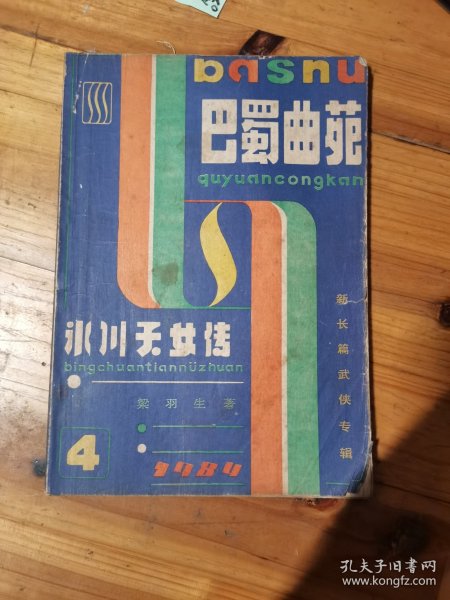 bashu
巴蜀曲苑
quyuancongkan
冰川天女传
bingchuantiannüzhuan
梁羽生著
新长篇武侠专辑
4
1984
孔夫子旧书网
www.kongfz.com